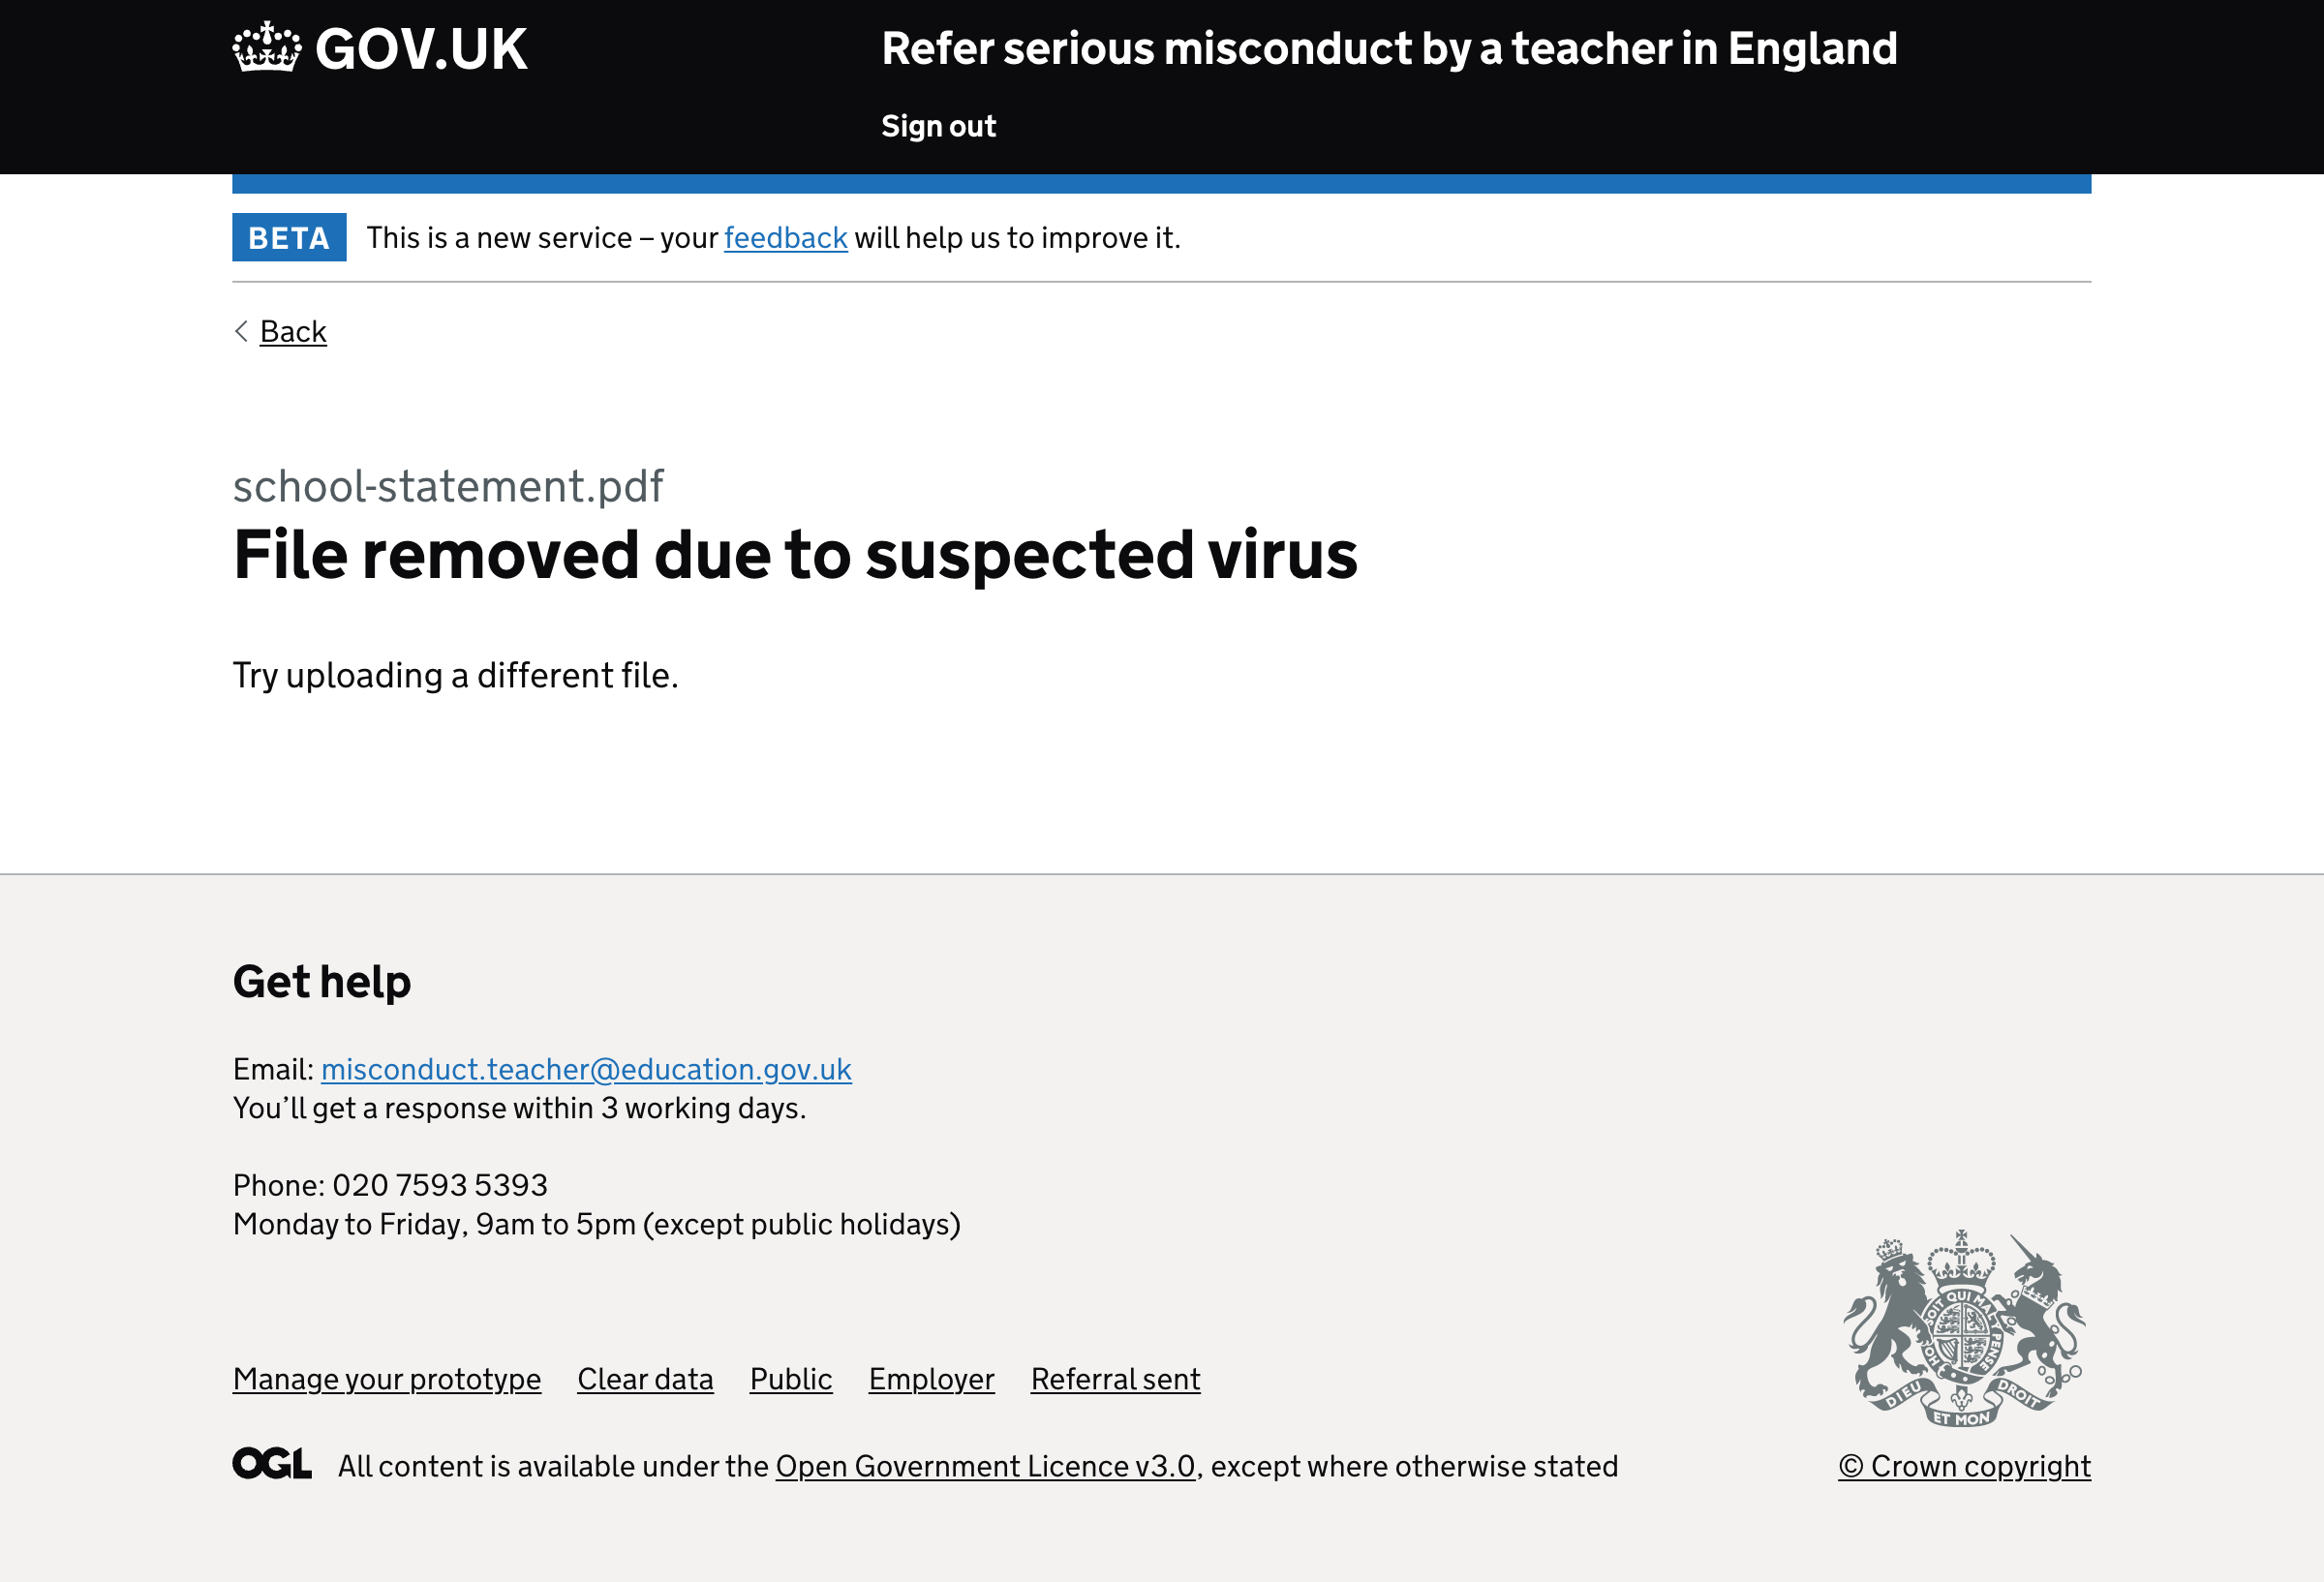 GOV.UK
Refer serious misconduct by a teacher in England
Sign out
BETA
This is a new service – your feedback will help us to improve it.
Back
school-statement.pdf
File removed due to suspected virus
Try uploading a different file.
Get help
Email: misconduct.teacher@education.gov.uk
You’ll get a response within 3 working days.
Phone: 020 7593 5393
Monday to Friday, 9am to 5pm (except public holidays)
Manage your prototype
Clear data
Public
Employer
Referral sent
OGL
All content is available under the Open Government Licence v3.0, except where otherwise stated
SOIT QUI MAL Y PENSE
HON
DIEU ET MON DROIT
© Crown copyright